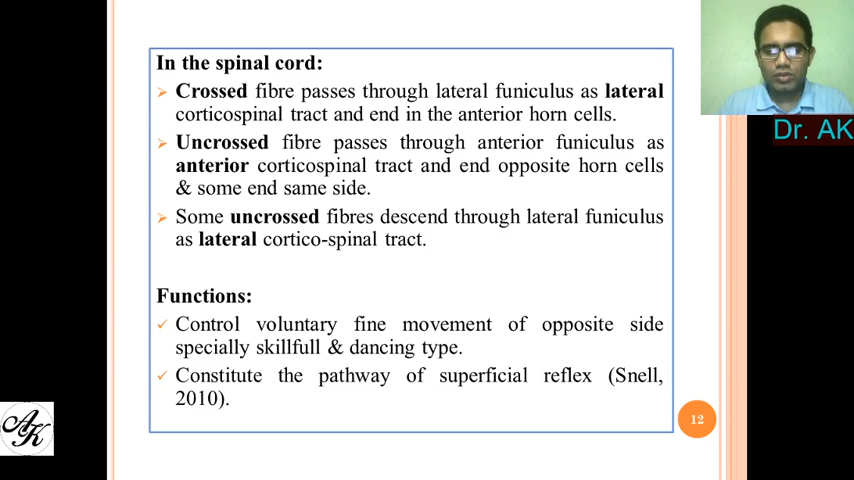 In the spinal cord:
➢ Crossed fibre passes through lateral funiculus as lateral
corticospinal tract and end in the anterior horn cells.
➢ Uncrossed fibre passes through anterior funiculus as
anterior corticospinal tract and end opposite horn cells
& some end same side.
➢ Some uncrossed fibres descend through lateral funiculus
as lateral cortico-spinal tract.
Functions:
✓ Control voluntary fine movement of opposite side
specially skillfull & dancing type.
✓ Constitute the pathway of superficial reflex (Snell,
2010).
12
Dr. AK
AK